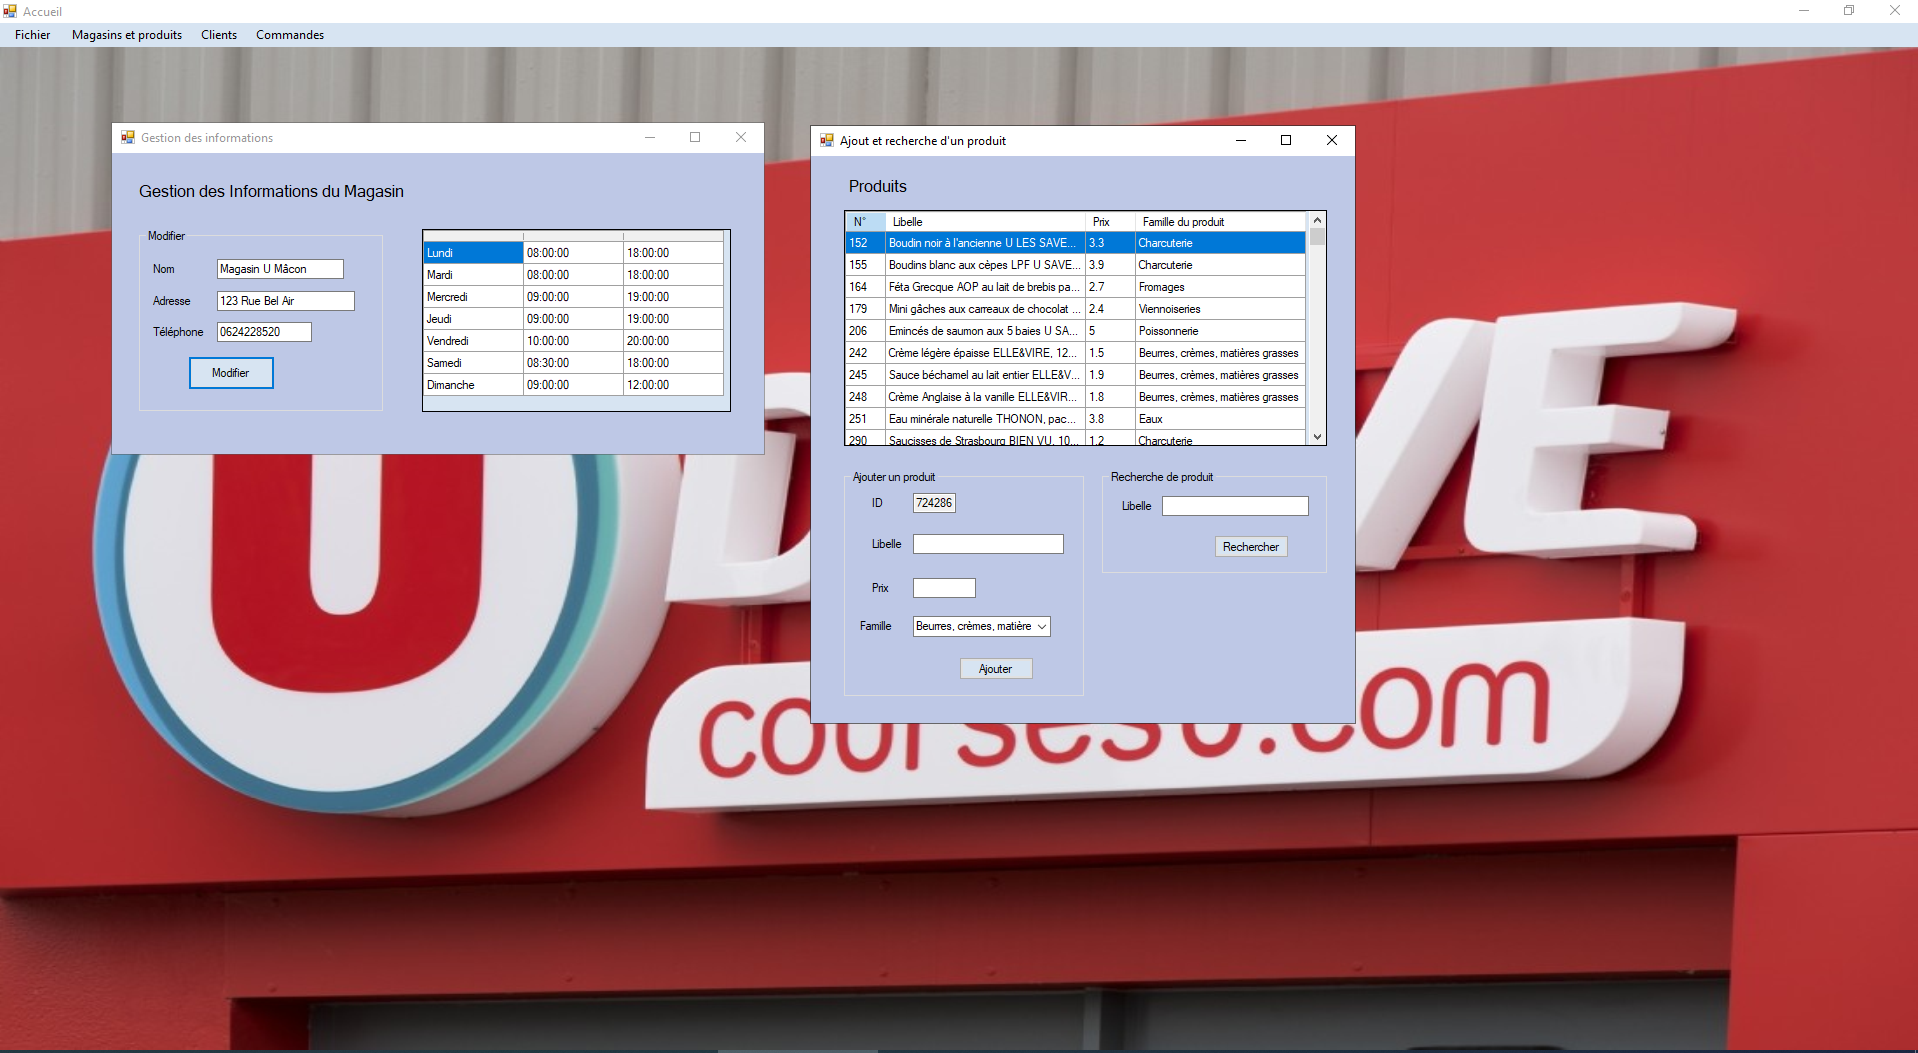 Accueil
Fichier Magasins et produits Clients Commandes
Gestion des informations
Gestion des Informations du Magasin
Modifier
Nom Magasin U Mâcon
Adresse 123 Rue Bel Air
Téléphone 0624228520
Modifier
Lundi 08:00:00 18:00:00
Mardi 08:00:00 18:00:00
Mercredi 09:00:00 19:00:00
Jeudi 09:00:00 19:00:00
Vendredi 10:00:00 20:00:00
Samedi 08:30:00 18:00:00
Dimanche 09:00:00 12:00:00
Ajout et recherche d'un produit
Produits
N° Libelle Prix Famille du produit
152 Boudin noir à l'ancienne U LES SAVE... 3.3 Charcuterie
155 Boudins blanc aux cèpes LPF U SAVE... 3.9 Charcuterie
164 Féta Grecque AOP au lait de brebis pa... 2.7 Fromages
179 Mini gâches aux carreaux de chocolat ... 2.4 Viennoiseries
206 Emincés de saumon aux 5 baies U SA... 5 Poissonnerie
242 Crème légère épaisse ELLE&VIRE, 12... 1.5 Beurres, crèmes, matières grasses
245 Sauce béchamel au lait entier ELLE&V... 1.9 Beurres, crèmes, matières grasses
248 Crème Anglaise à la vanille ELLE&VIR... 1.8 Beurres, crèmes, matières grasses
251 Eau minérale naturelle THONON, pac... 3.8 Eaux
290 Saucisses de Strasbourg BIEN VU, 10... 1.2 Charcuterie
Ajouter un produit
ID 724286
Libelle
Prix
Famille Beurres, crèmes, matière
Ajouter
Recherche de produit
Libelle
Rechercher
U
D VE
coursesu.com